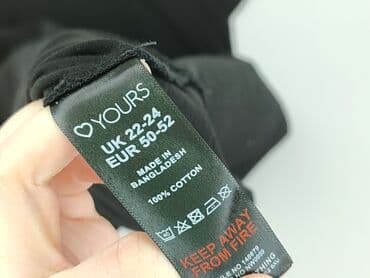 ♡YOURS
UK 22-24
EUR 50-52
MADE IN
BANGLADESH
100% COTTON
KEEP AWAY
FROM FIRE